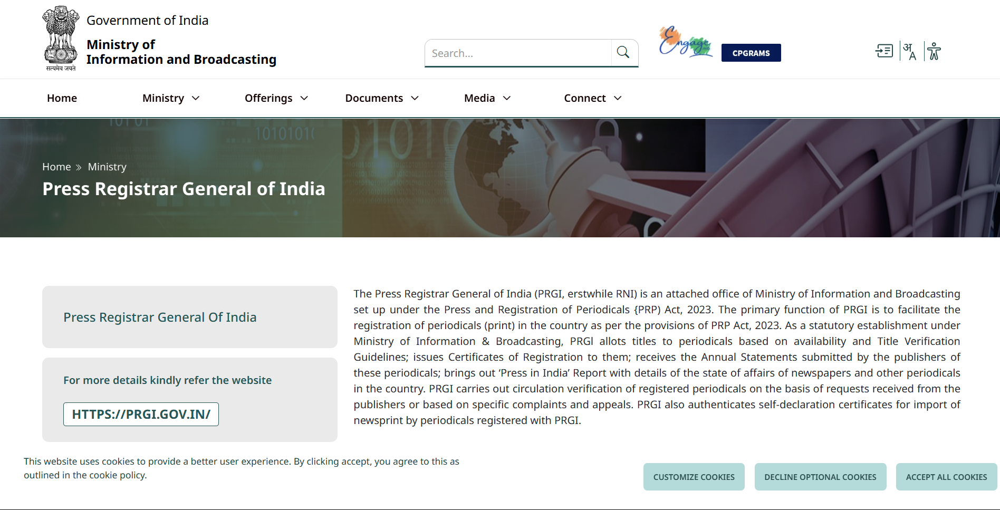 Government of India
Ministry of
Information and Broadcasting
सत्यमेव जयते
Search...
Engage
CPGRAMS
अ
A
Home
Ministry
Offerings
Documents
Media
Connect
1010101(
Home » Ministry
Press Registrar General of India
Press Registrar General Of India
For more details kindly refer the website
HTTPS://PRGI.GOV.IN/
The Press Registrar General of India (PRGI, erstwhile RNI) is an attached office of Ministry of Information and Broadcasting
set up under the Press and Registration of Periodicals {PRP) Act, 2023. The primary function of PRGI is to facilitate the
registration of periodicals (print) in the country as per the provisions of PRP Act, 2023. As a statutory establishment under
Ministry of Information & Broadcasting, PRGl allots titles to periodicals based on availability and Title Verification
Guidelines; issues Certificates of Registration to them; receives the Annual Statements submitted by the publishers of
these periodicals; brings out ‘Press in India’ Report with details of the state of affairs of newspapers and other periodicals
in the country. PRGI carries out circulation verification of registered periodicals on the basis of requests received from the
publishers or based on specific complaints and appeals. PRGI also authenticates self-declaration certificates for import of
newsprint by periodicals registered with PRGI.
This website uses cookies to provide a better user experience. By clicking accept, you agree to this as
outlined in the cookie policy.
CUSTOMIZE COOKIES
DECLINE OPTIONAL COOKIES
ACCEPT ALL COOKIES